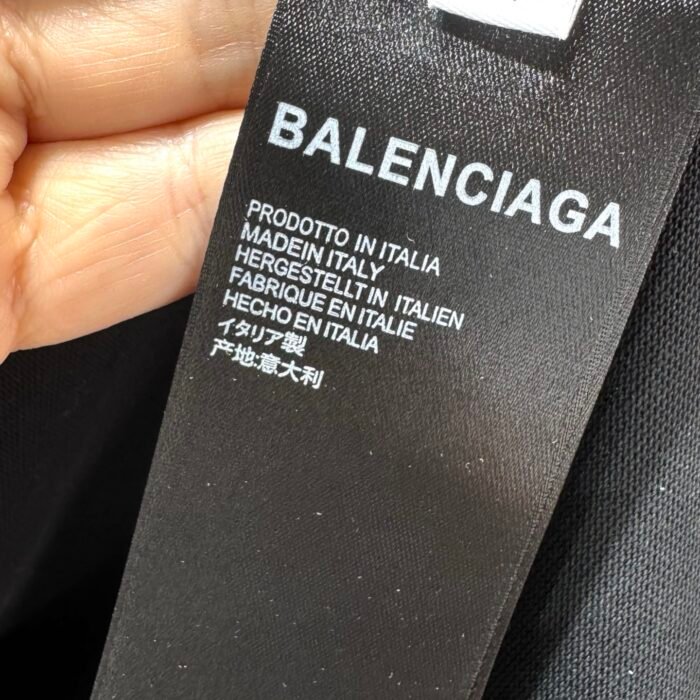 BALENCIAGA
PRODOTTO IN ITALIA
MADEIN ITALY
HERGESTELLT IN ITALIEN
FABRIQUE EN ITALIE
HECHO EN ITALIA
イタリア製
产地:意大利